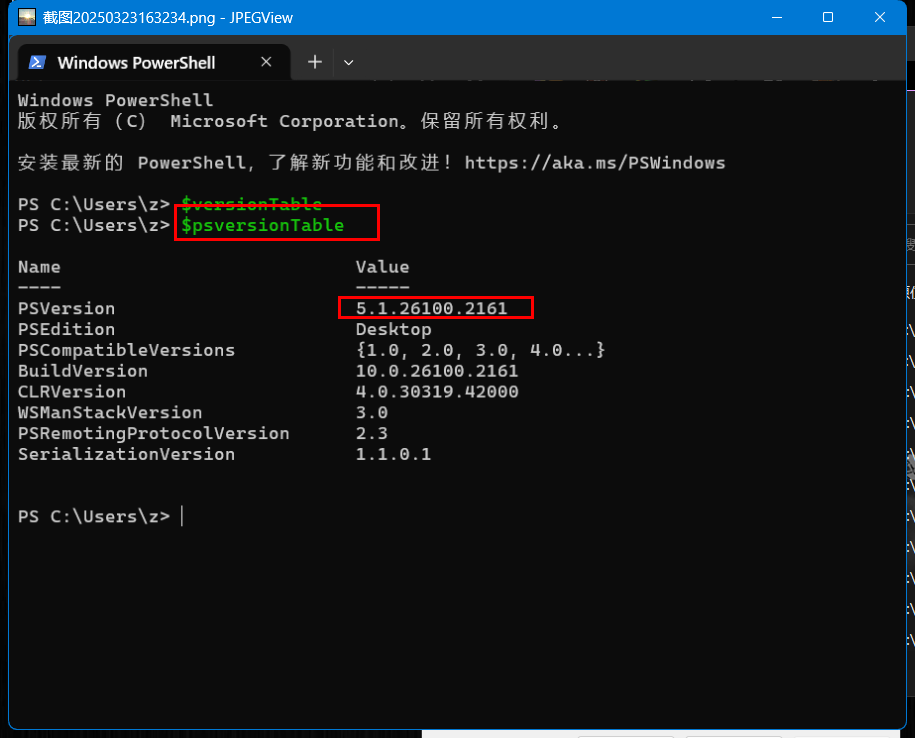 截图20250323163234.png - JPEGView
Windows PowerShell
Windows PowerShell
版权所有 (C) Microsoft Corporation。保留所有权利。
安装最新的 PowerShell，了解新功能和改进！https://aka.ms/PSWindows
PS C:\Users\z> $versionTable
PS C:\Users\z> $psversionTable
Name Value
---- -----
PSVersion 5.1.26100.2161
PSEdition Desktop
PSCompatibleVersions {1.0, 2.0, 3.0, 4.0...}
BuildVersion 10.0.26100.2161
CLRVersion 4.0.30319.42000
WSManStackVersion 3.0
PSRemotingProtocolVersion 2.3
SerializationVersion 1.1.0.1
PS C:\Users\z>